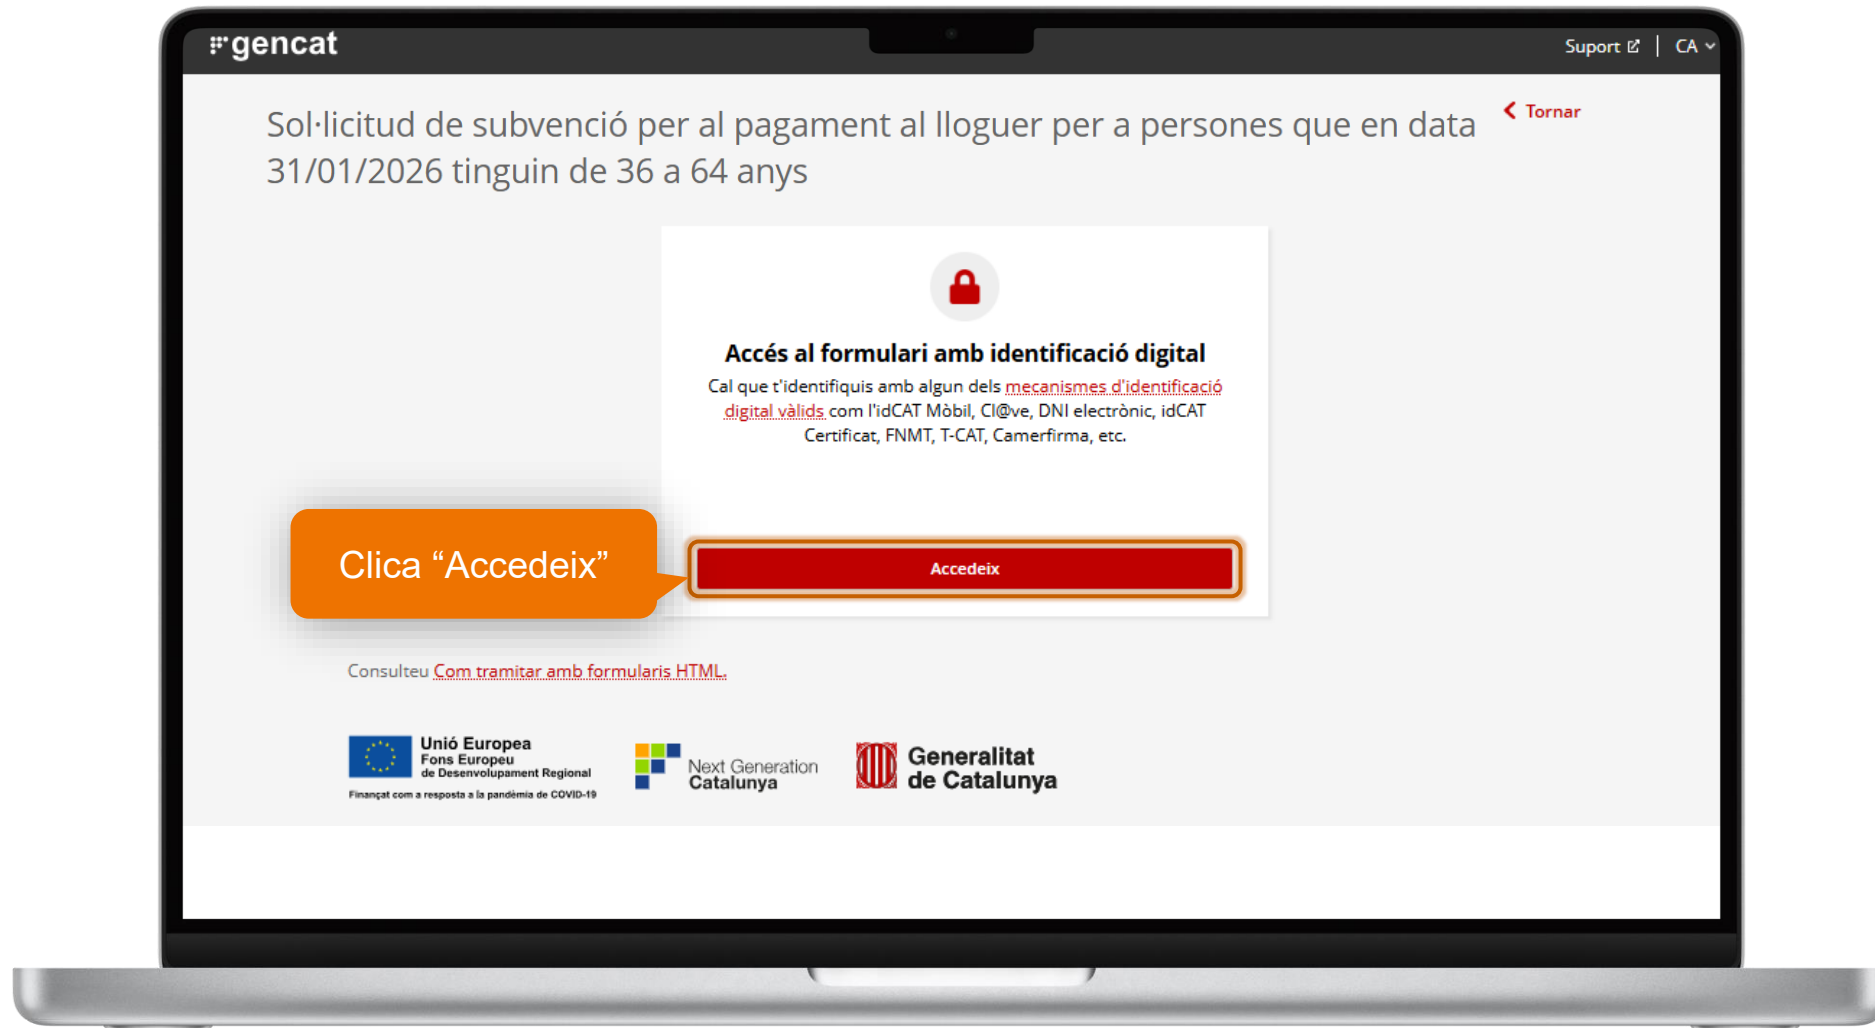 gencat
Suport | CA
Sol·licitud de subvenció per al pagament al lloguer per a persones que en data
31/01/2026 tinguin de 36 a 64 anys
Tornar
Accés al formulari amb identificació digital
Cal que t'identifiquis amb algun dels mecanismes d'identificació
digital vàlids com l'idCAT Mòbil, Cl@ve, DNI electrònic, idCAT
Certificat, FNMT, T-CAT, Camerfirma, etc.
Clica “Accedeix”
Accedeix
Consulteu Com tramitar amb formularis HTML.
Unió Europea
Fons Europeu
de Desenvolupament Regional
Finançat com a resposta a la pandèmia de COVID-19
Next Generation
Catalunya
Generalitat
de Catalunya